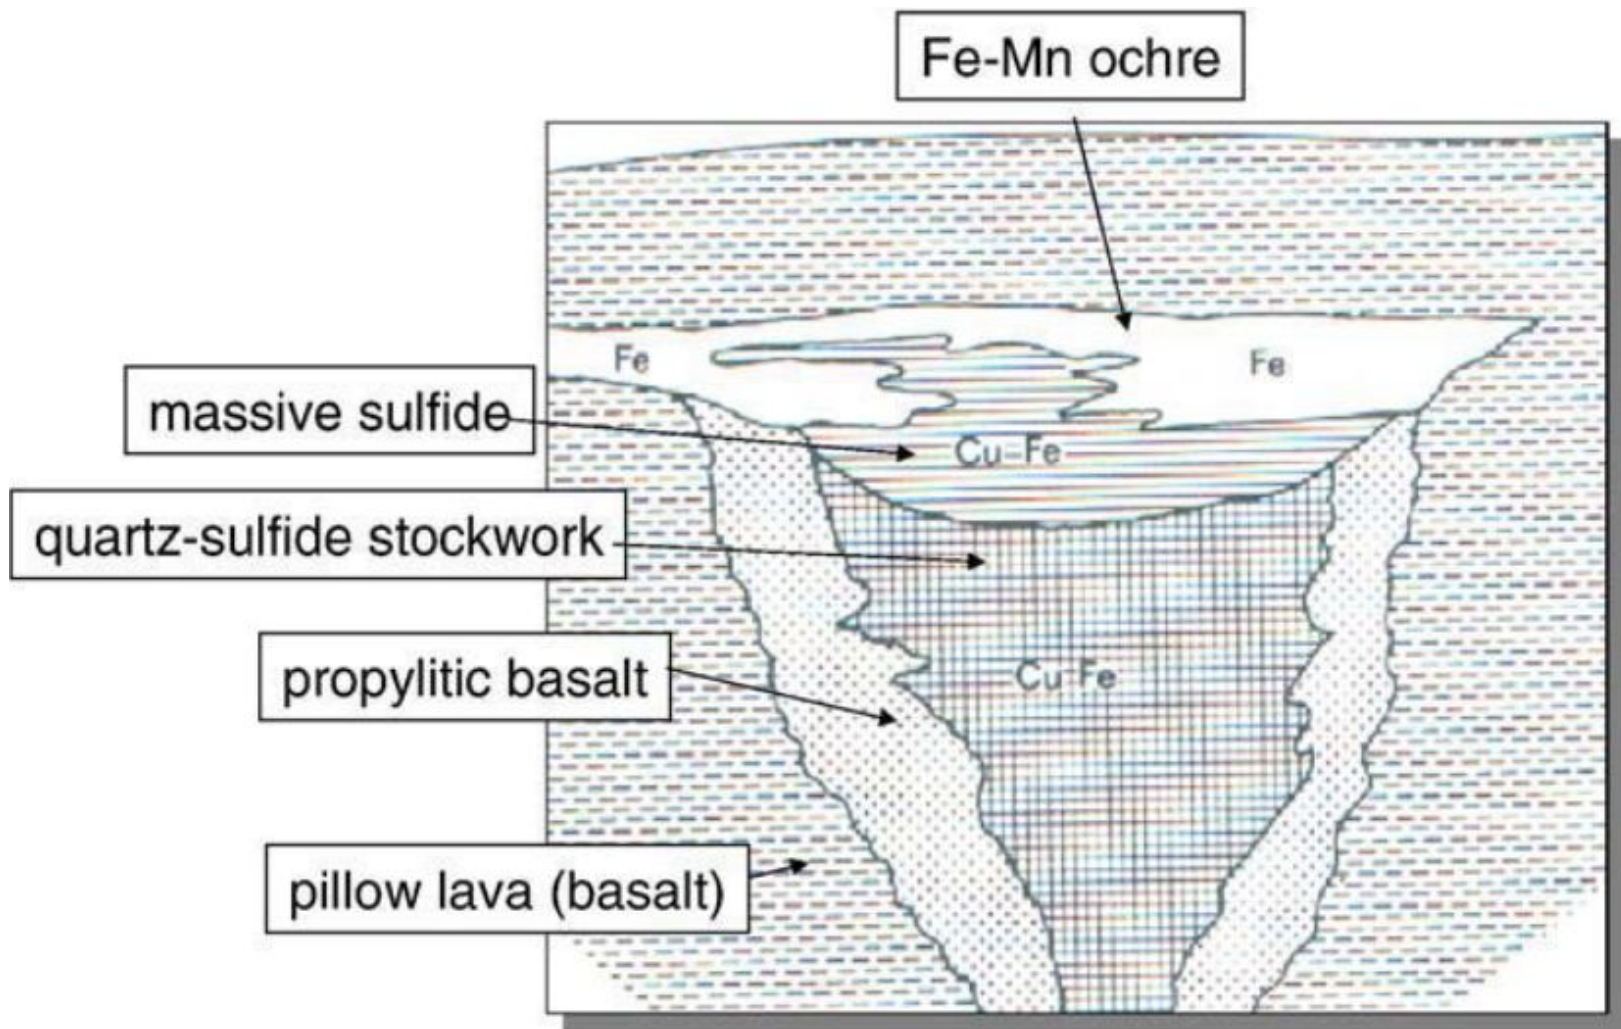 Fe-Mn ochre
Fe
Fe
massive sulfide
Cu-Fe
quartz-sulfide stockwork
propylitic basalt
Cu Fe
pillow lava (basalt)